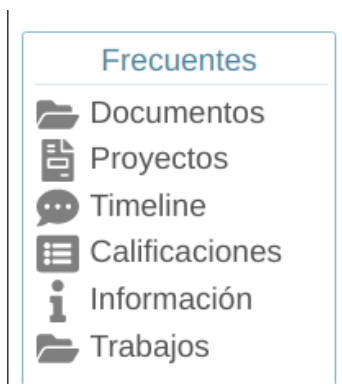 Frecuentes
Documentos
Proyectos
Timeline
Calificaciones
Información
Trabajos